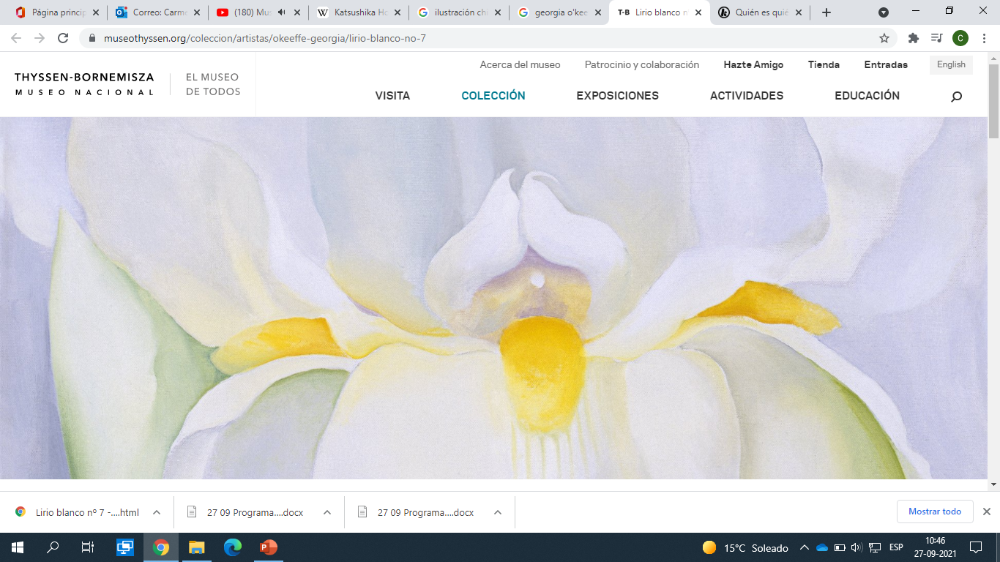 Página princip
Correo: Carme
(180) Mus
Katsushika Ho
ilustración chi
georgia o'kee
T-B Lirio blanco n
Quién es quié
museothyssen.org/coleccion/artistas/okeeffe-georgia/lirio-blanco-no-7
C
THYSSEN-BORNEMISZA
MUSEO NACIONAL
EL MUSEO
DE TODOS
Acerca del museo Patrocinio y colaboración Hazte Amigo Tienda Entradas English
VISITA COLECCIÓN EXPOSICIONES ACTIVIDADES EDUCACIÓN
Lirio blanco nº 7 -....html
27 09 Programa....docx
27 09 Programa....docx
Mostrar todo
15°C Soleado
ESP
10:46
27-09-2021